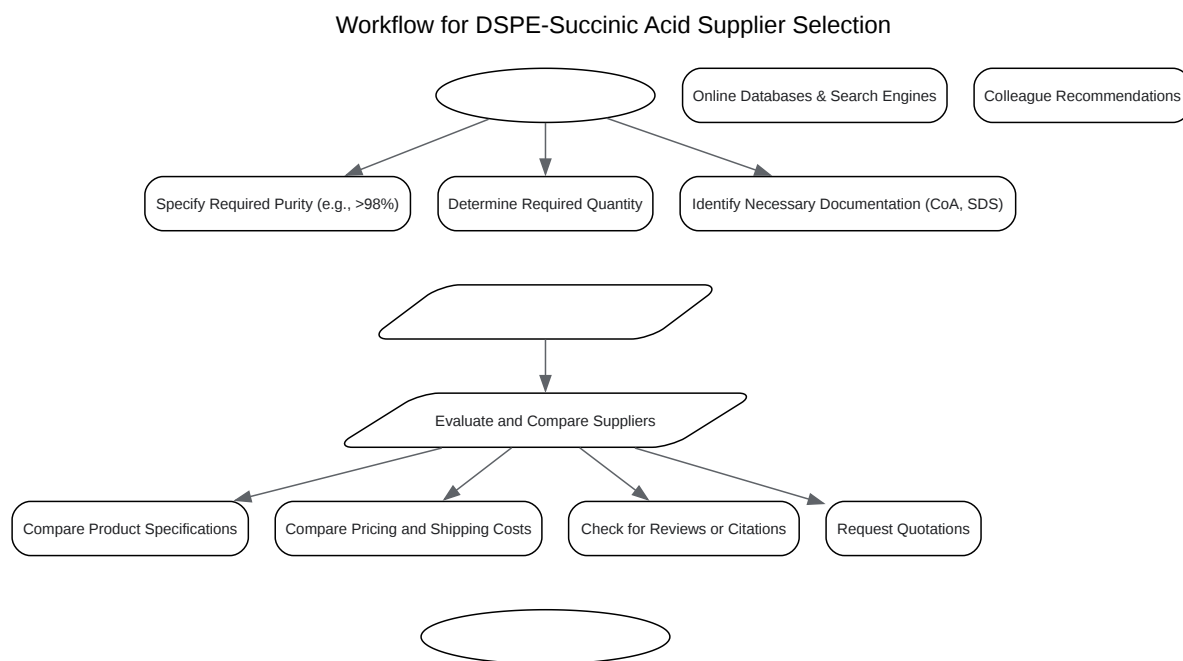 Workflow for DSPE-Succinic Acid Supplier Selection
Online Databases & Search Engines
Colleague Recommendations
Specify Required Purity (e.g., >98%)
Determine Required Quantity
Identify Necessary Documentation (CoA, SDS)
Evaluate and Compare Suppliers
Compare Product Specifications
Compare Pricing and Shipping Costs
Check for Reviews or Citations
Request Quotations